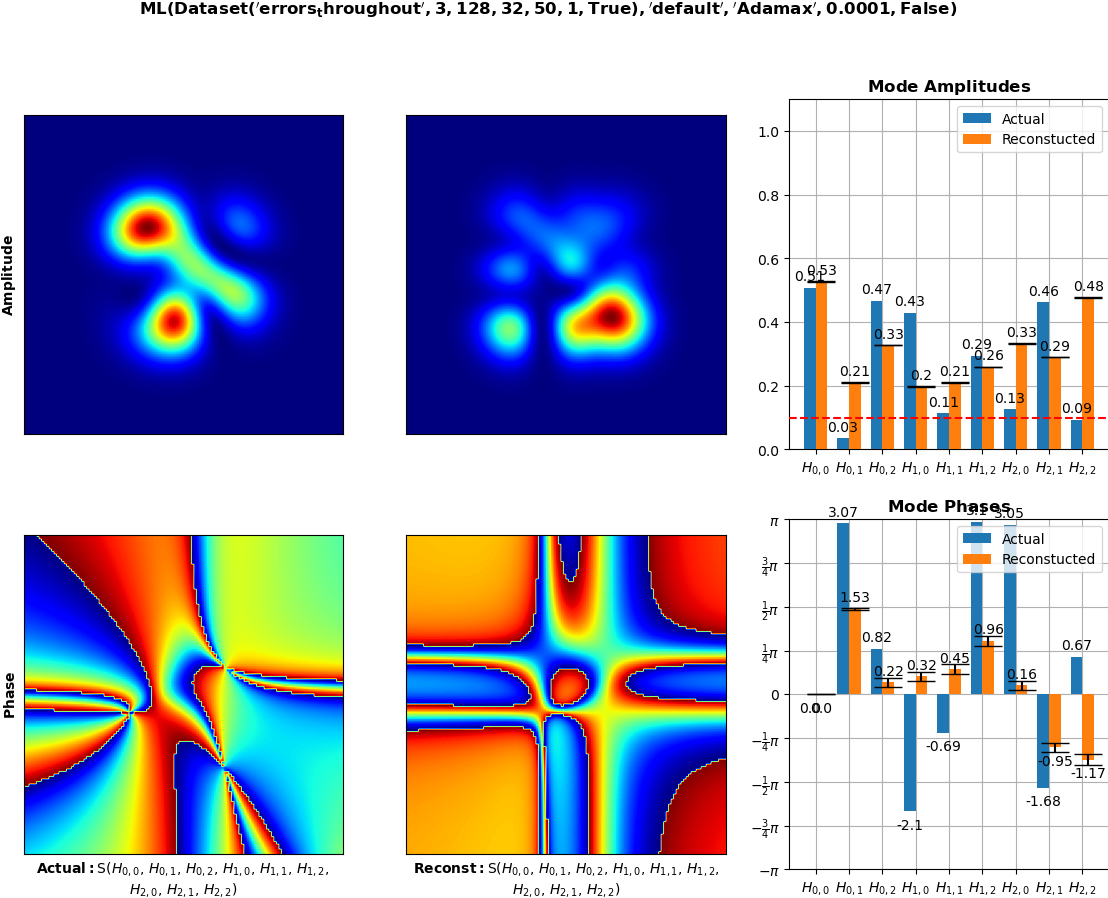 ML(Dataset('errors_throughout', 3, 128, 32, 50, 1, True), 'default', 'Adamax', 0.0001, False)
Amplitude
Mode Amplitudes
Actual
Reconstucted
1.0
0.8
0.6
0.4
0.2
0.0
0.51
0.53
0.03
0.21
0.47
0.33
0.43
0.2
0.11
0.21
0.29
0.26
0.13
0.33
0.46
0.29
0.09
0.48
H0,0 H0,1 H0,2 H1,0 H1,1 H1,2 H2,0 H2,1 H2,2
Phase
Actual: S(H0,0, H0,1, H0,2, H1,0, H1,1, H1,2,
H2,0, H2,1, H2,2)
Reconst: S(H0,0, H0,1, H0,2, H1,0, H1,1, H1,2,
H2,0, H2,1, H2,2)
Mode Phases
Actual
Reconstucted
π
3/4π
1/2π
1/4π
0
−1/4π
−1/2π
−3/4π
−π
0.0
0.0
3.07
1.53
0.82
0.22
-2.1
0.32
-0.69
0.45
3.1
0.96
3.05
0.16
-1.68
-0.95
0.67
-1.17
H0,0 H0,1 H0,2 H1,0 H1,1 H1,2 H2,0 H2,1 H2,2